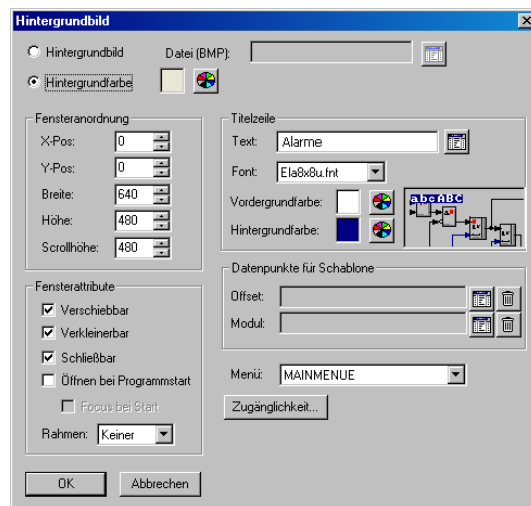 Hintergrundbild
Hintergrundbild
Datei (BMP):
Hintergrundfarbe
Fensteranordnung
X-Pos: 0
Y-Pos: 0
Breite: 640
Höhe: 480
Scrollhöhe: 480
Titelzeile
Text: Alarme
Font: Ela8x8u.fnt
Vordergrundfarbe:
Hintergrundfarbe:
abcABC
Datenpunkte für Schablone
Offset:
Modul:
Fensterattribute
Verschiebbar
Verkleinerbar
Schließbar
Öffnen bei Programmstart
Focus bei Start
Rahmen: Keiner
Menü: MAINMENUE
Zugänglichkeit...
OK
Abbrechen